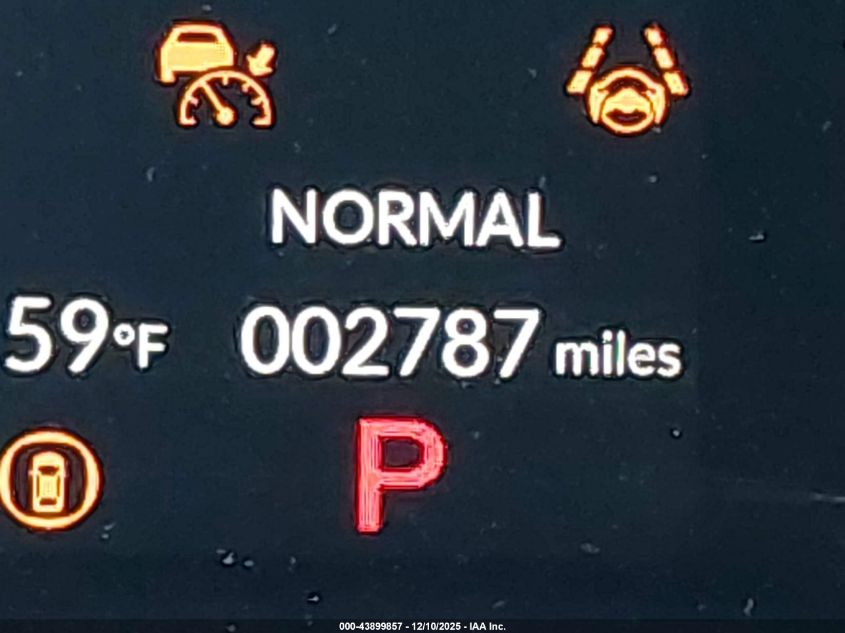 NORMAL
59°F 002787 miles
P
000-43899857 - 12/10/2025 - IAA Inc.